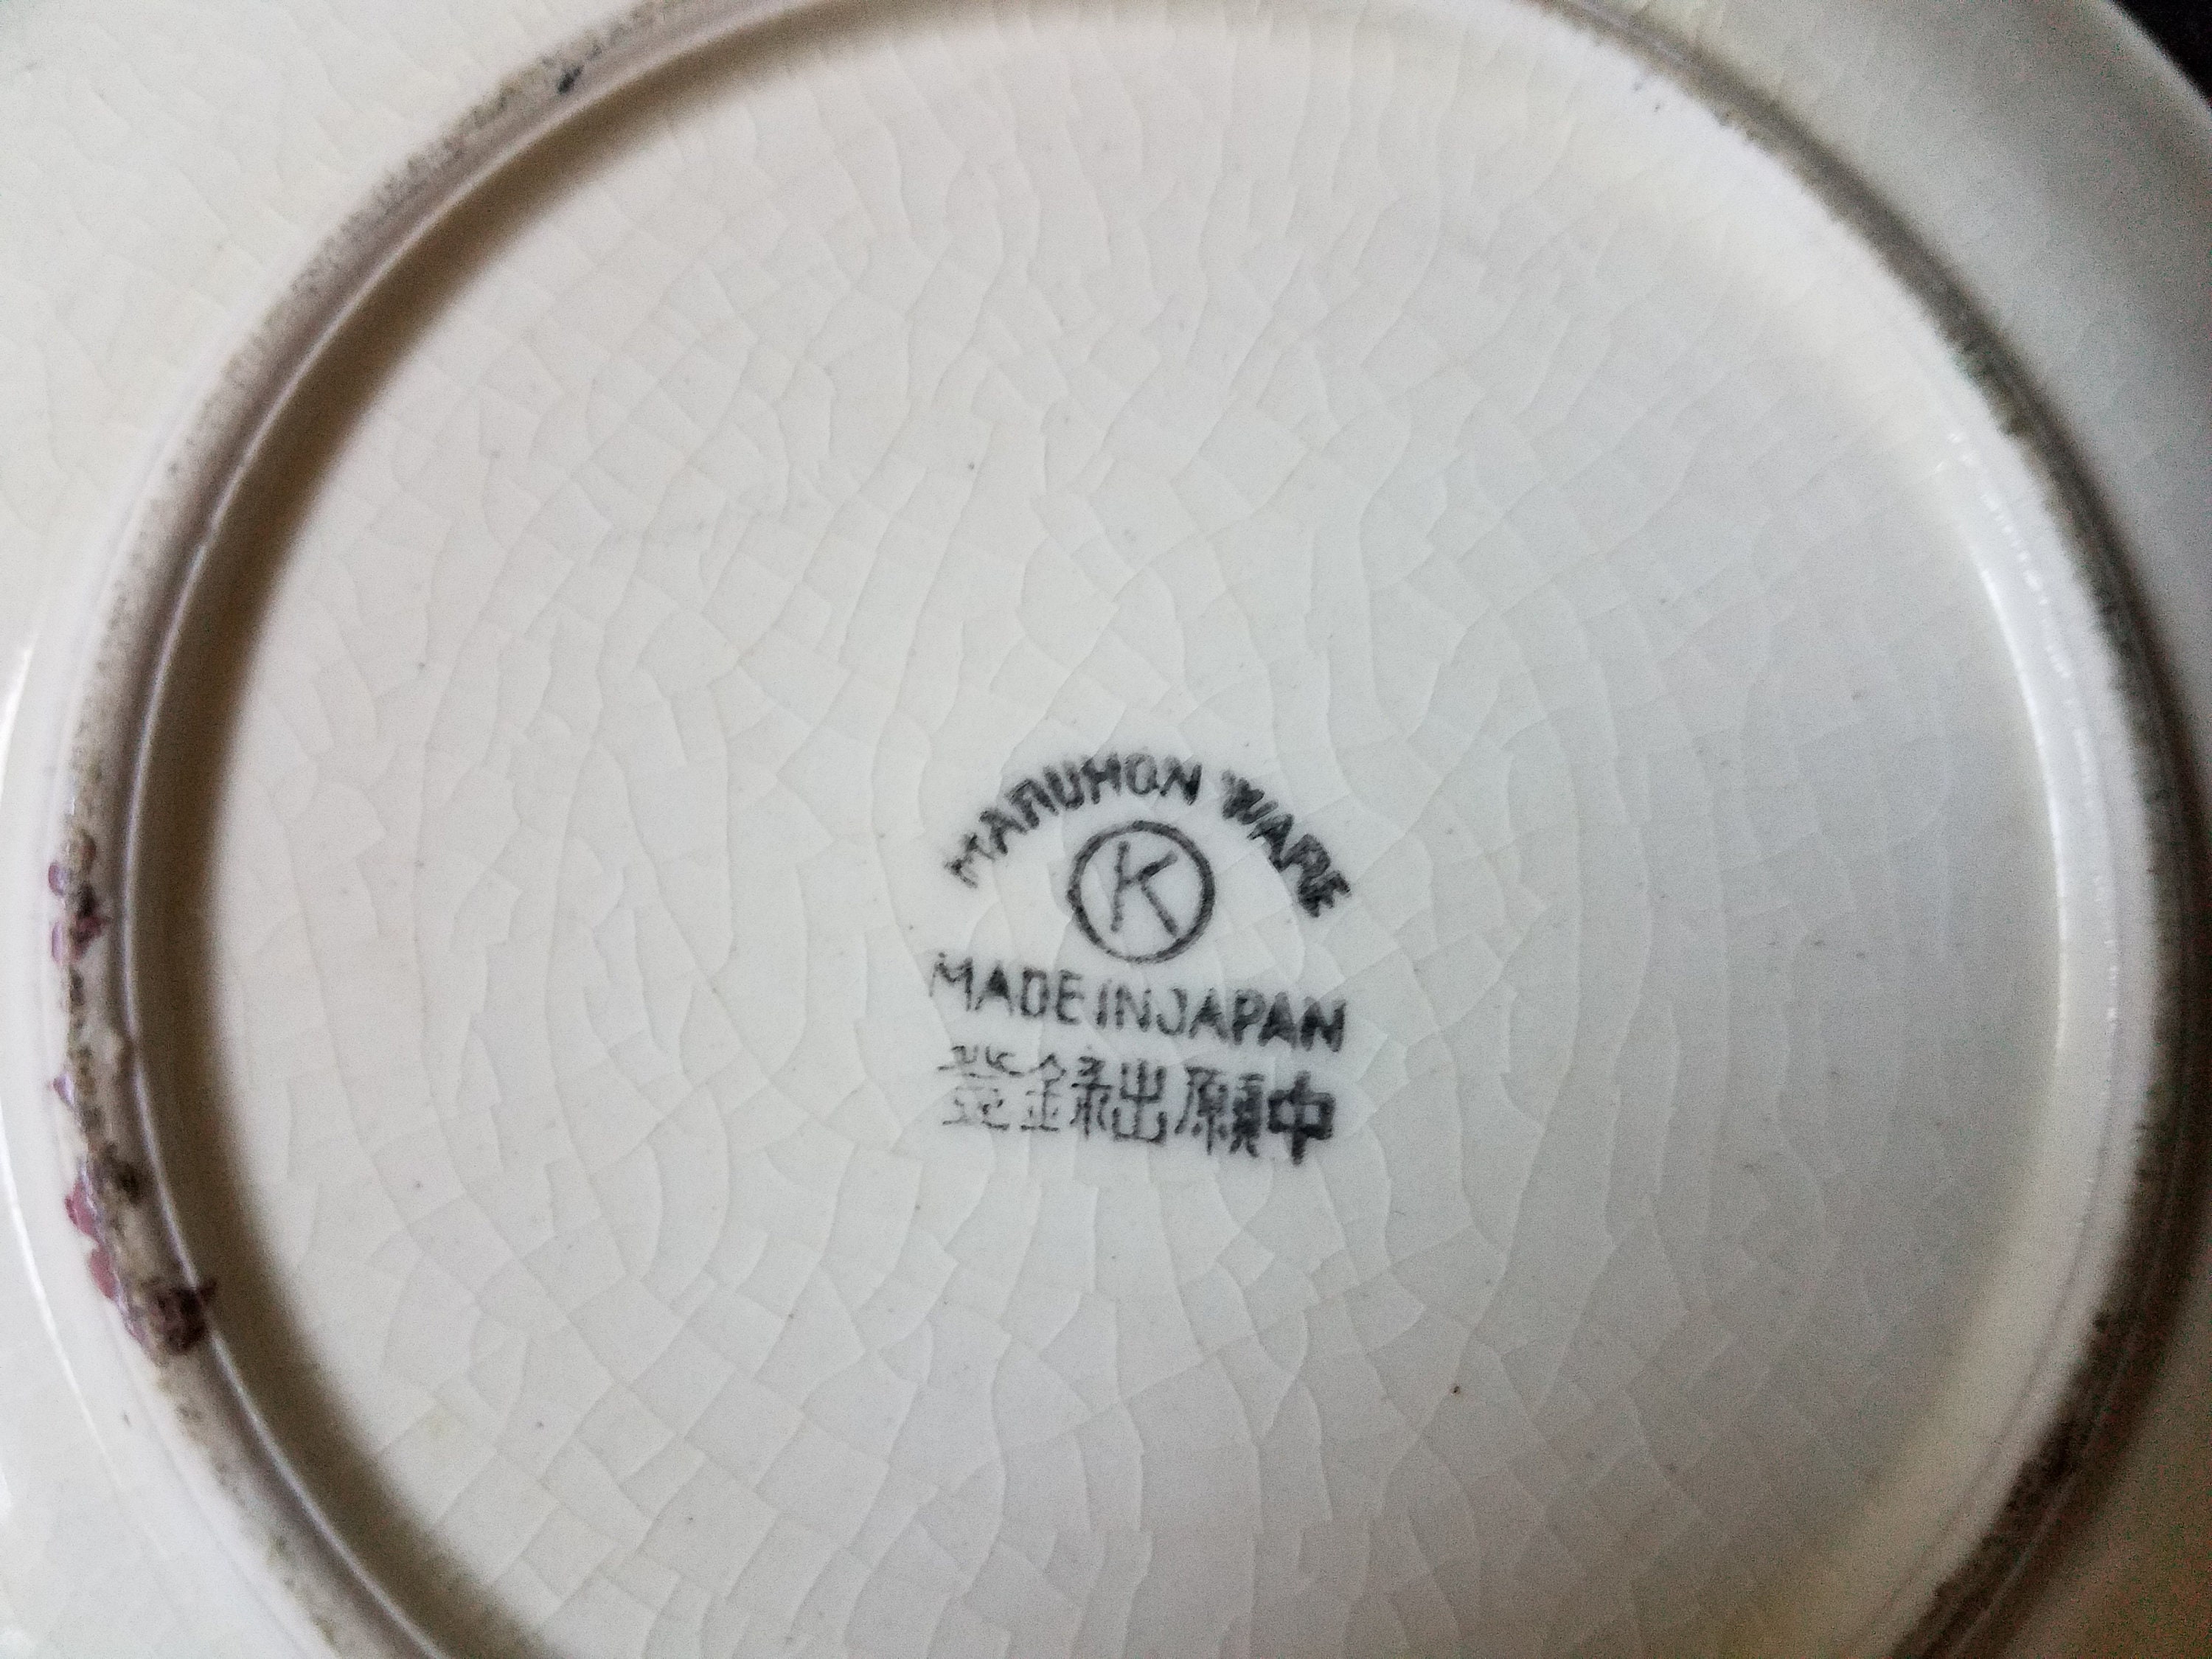 MARUHON WARE
K
MADE IN JAPAN
登録出願中